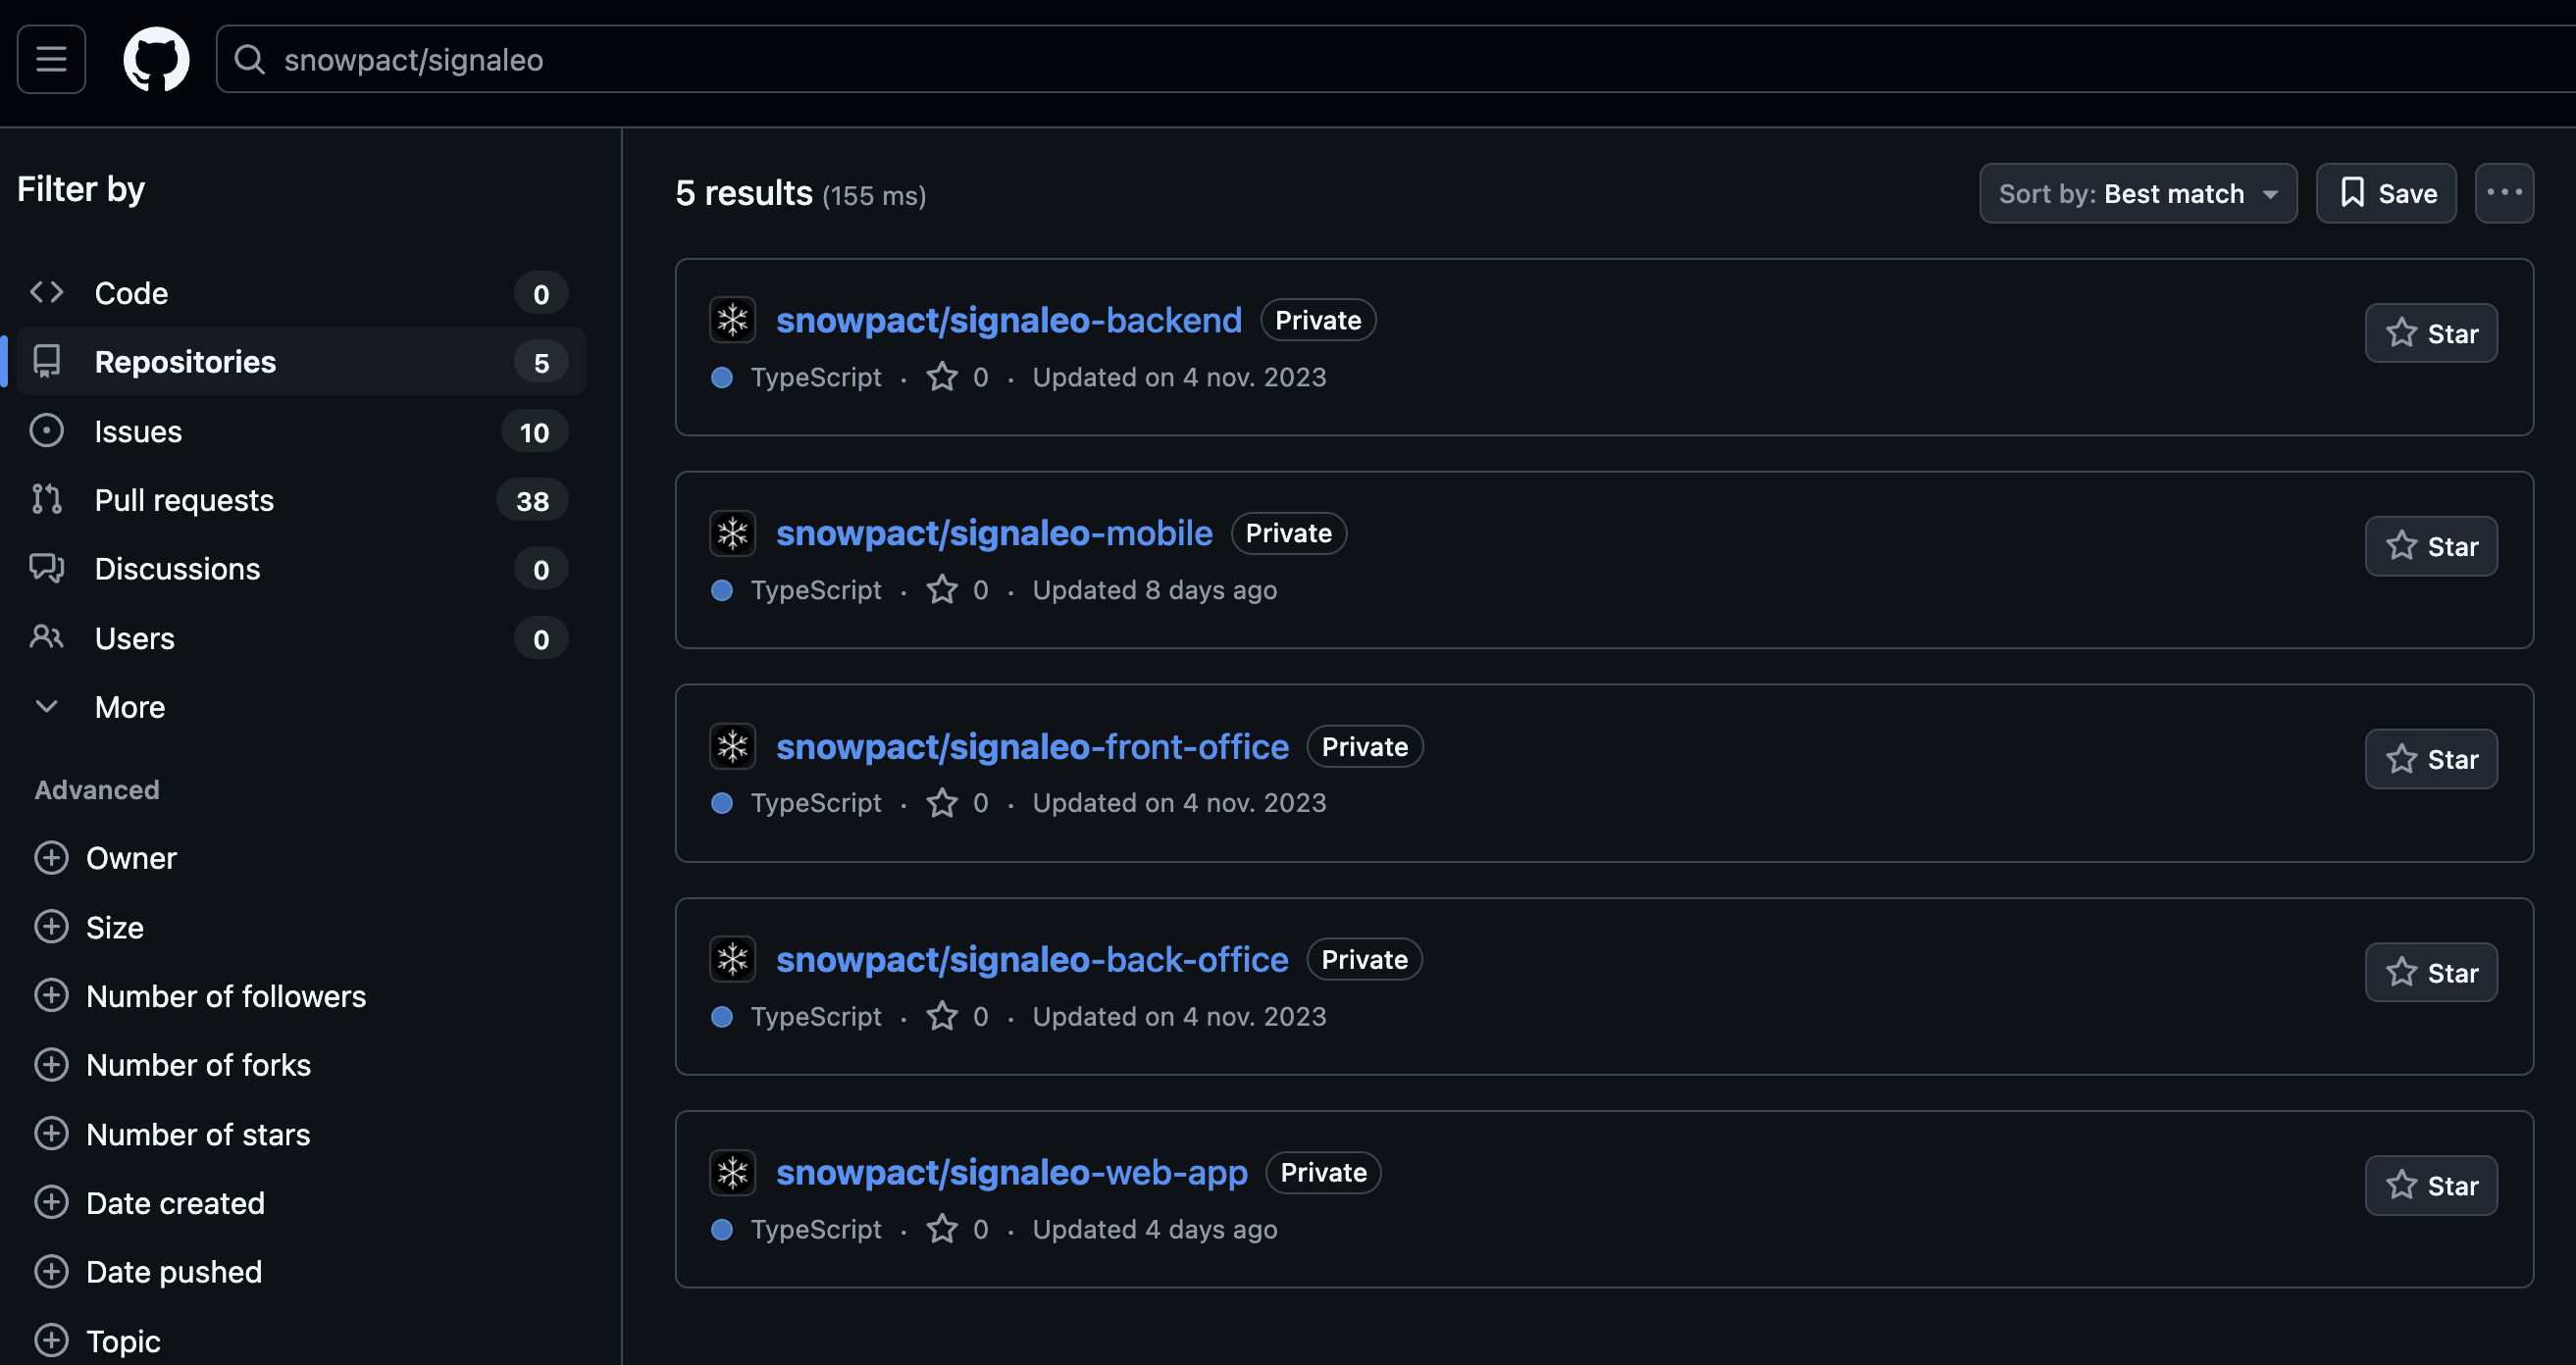 snowpact/signaleo
Filter by
Code 0
Repositories 5
Issues 10
Pull requests 38
Discussions 0
Users 0
More
Advanced
Owner
Size
Number of followers
Number of forks
Number of stars
Date created
Date pushed
Topic
5 results (155 ms)
Sort by: Best match
Save
snowpact/signaleo-backend Private
Star
TypeScript · 0 · Updated on 4 nov. 2023
snowpact/signaleo-mobile Private
Star
TypeScript · 0 · Updated 8 days ago
snowpact/signaleo-front-office Private
Star
TypeScript · 0 · Updated on 4 nov. 2023
snowpact/signaleo-back-office Private
Star
TypeScript · 0 · Updated on 4 nov. 2023
snowpact/signaleo-web-app Private
Star
TypeScript · 0 · Updated 4 days ago